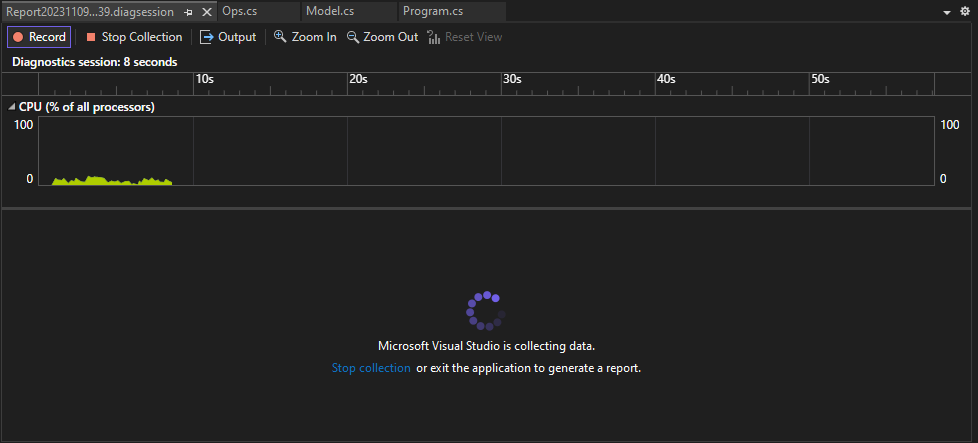 Report20231109...39.diagsession Ops.cs Model.cs Program.cs
Record Stop Collection Output Zoom In Zoom Out Reset View
Diagnostics session: 8 seconds
10s 20s 30s 40s 50s
CPU (% of all processors)
100 100
0 0
Microsoft Visual Studio is collecting data.
Stop collection or exit the application to generate a report.